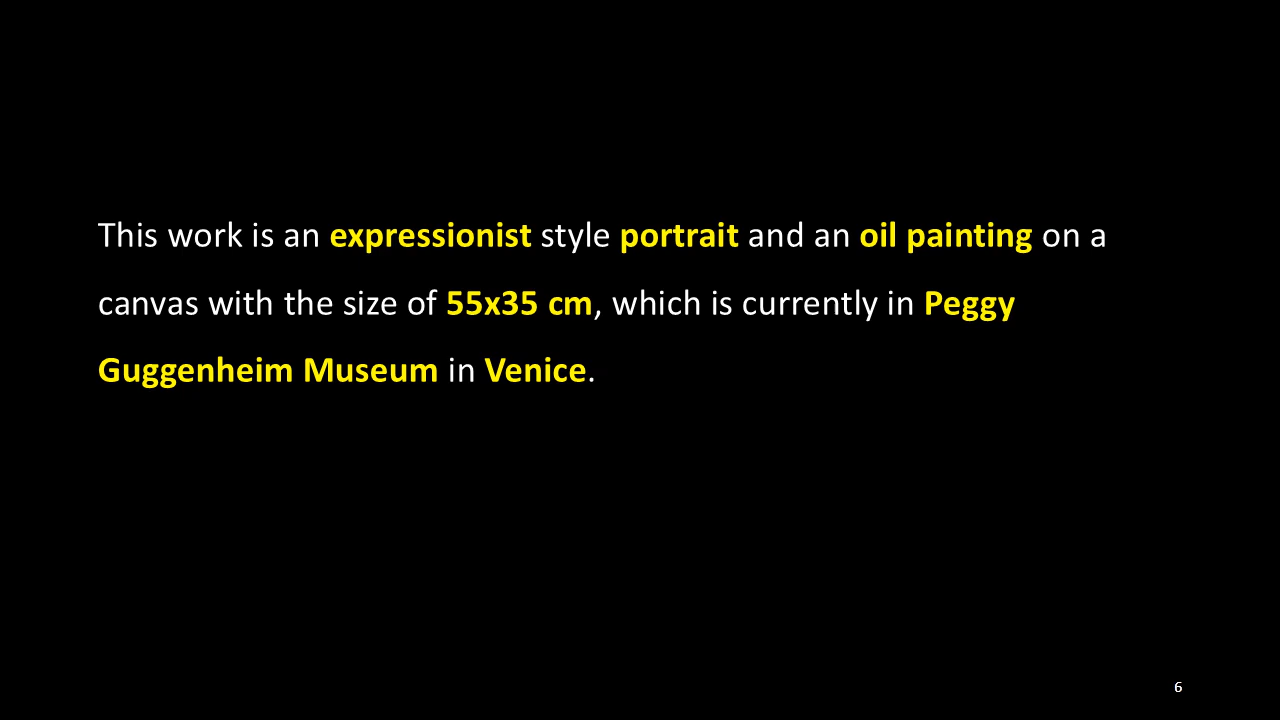 This work is an expressionist style portrait and an oil painting on a
canvas with the size of 55x35 cm, which is currently in Peggy
Guggenheim Museum in Venice.
6